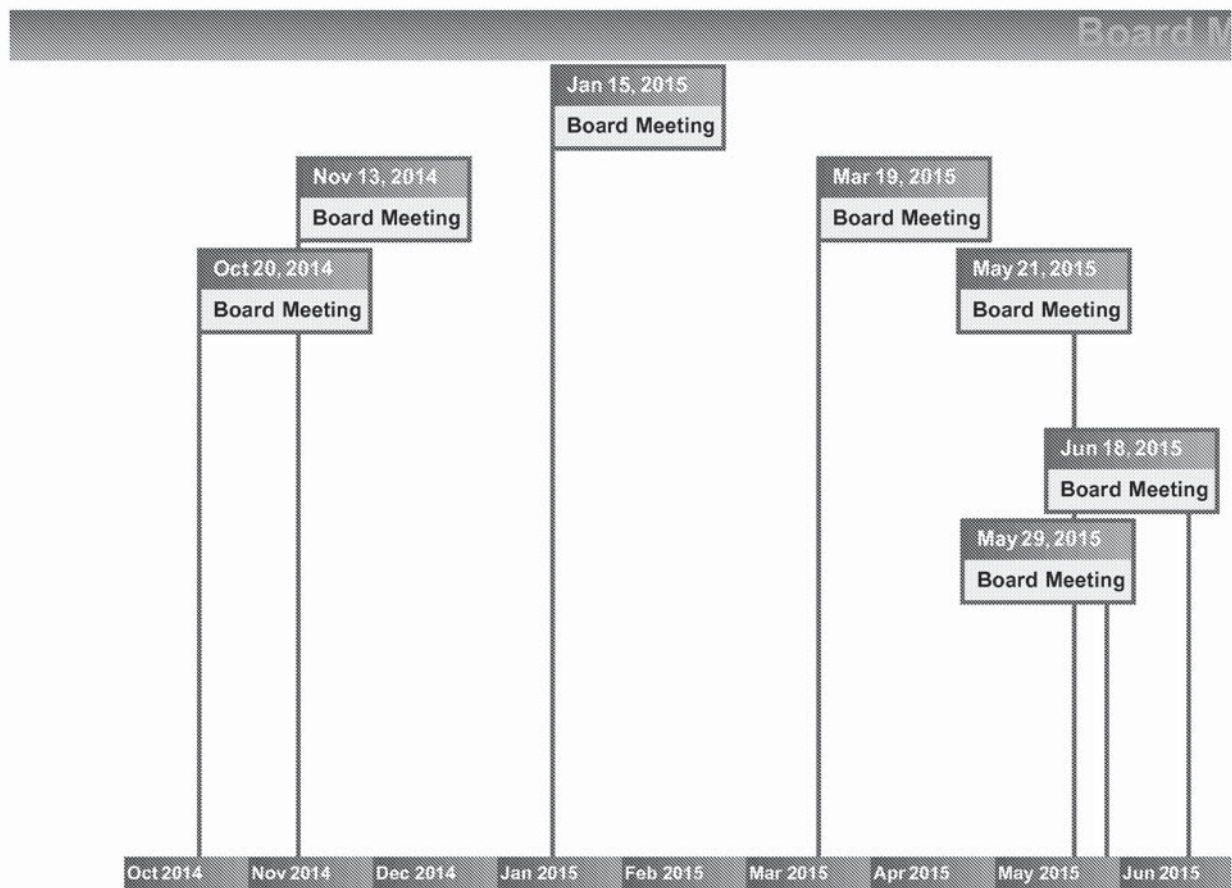 Board M
Jan 15, 2015
Board Meeting
Nov 13, 2014
Board Meeting
Mar 19, 2015
Board Meeting
Oct 20, 2014
Board Meeting
May 21, 2015
Board Meeting
Jun 18, 2015
Board Meeting
May 29, 2015
Board Meeting
Oct 2014 Nov 2014 Dec 2014 Jan 2015 Feb 2015 Mar 2015 Apr 2015 May 2015 Jun 2015